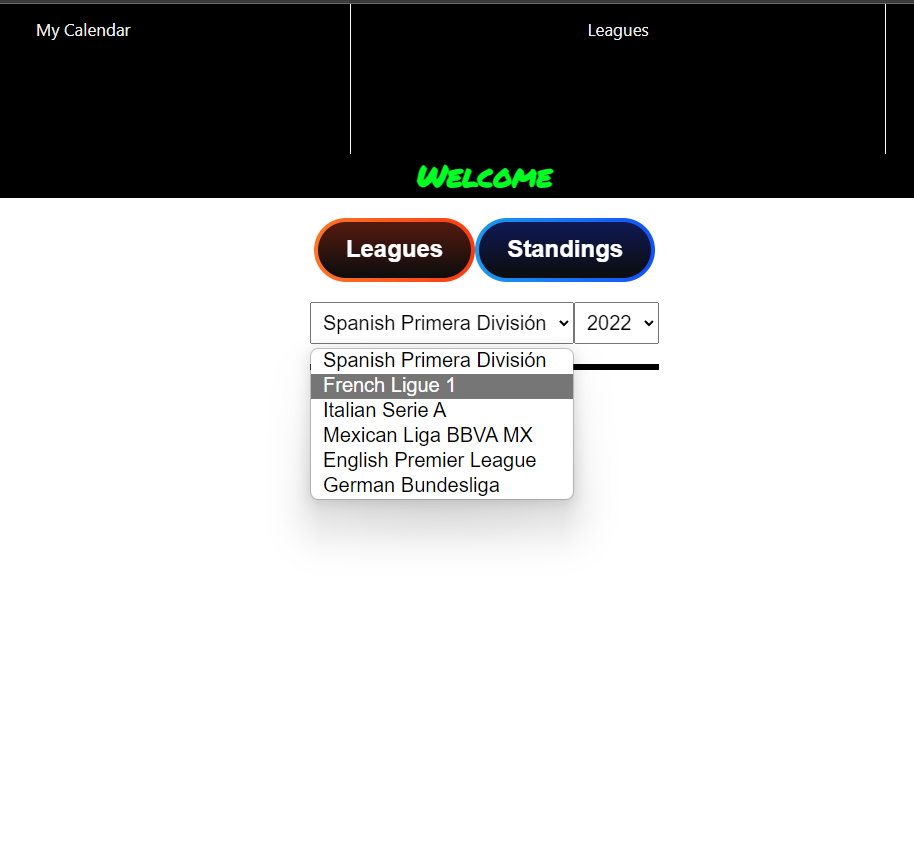 My Calendar Leagues
Welcome
Leagues Standings
Spanish Primera División 2022
Spanish Primera División
French Ligue 1
Italian Serie A
Mexican Liga BBVA MX
English Premier League
German Bundesliga